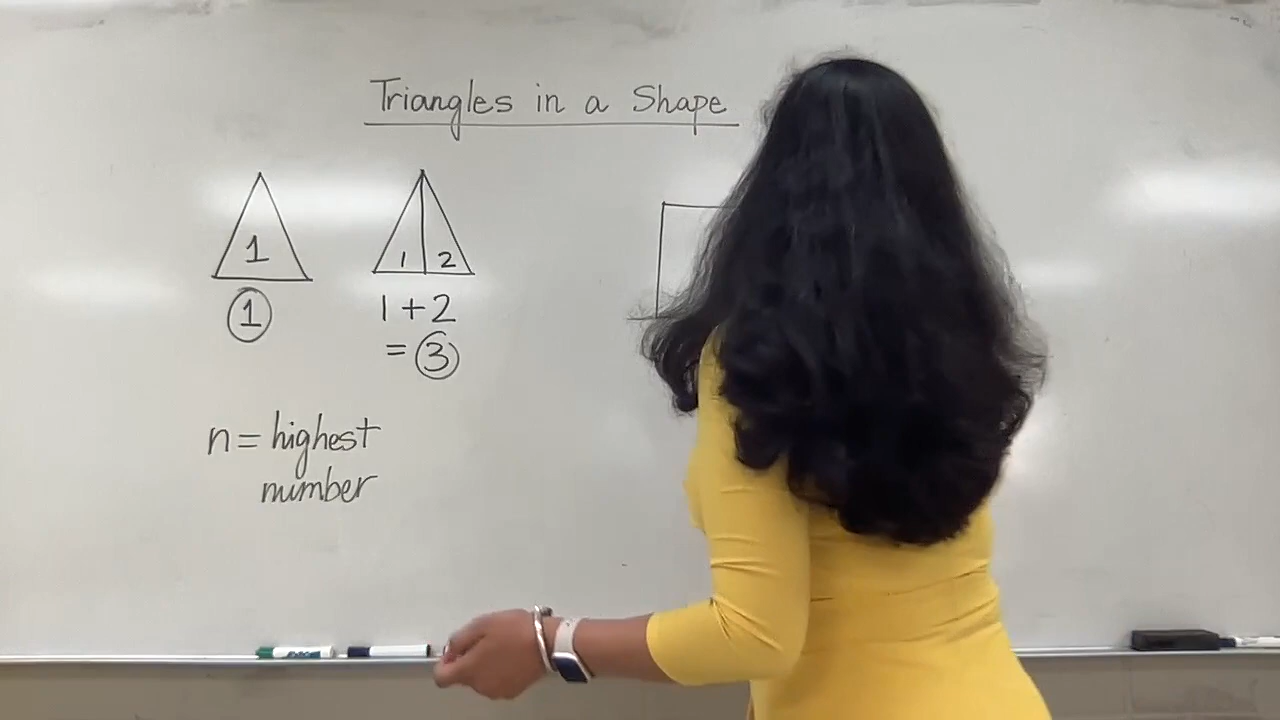 Triangles in a Shape
1
1 2
1
1 + 2
= 3
n = highest
number